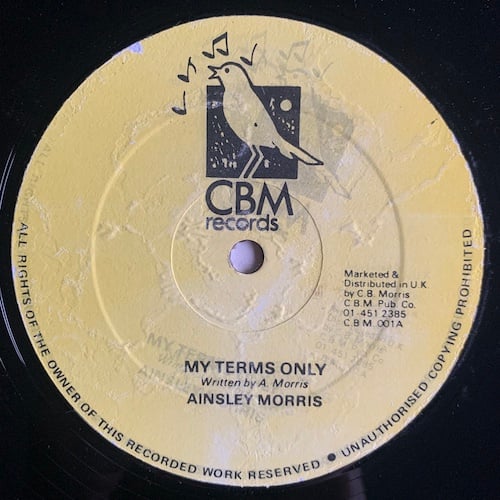 CBM
records
Marketed &
Distributed in U.K
by C.B. Morris
C.B.M. Pub. Co.
01-451 2385
C.B.M. 001A
MY TERMS ONLY
Written by A. Morris
AINSLEY MORRIS
ALL RIGHTS OF THE OWNER OF THIS RECORDED WORK RESERVED ● UNAUTHORISED COPYING PROHIBITED